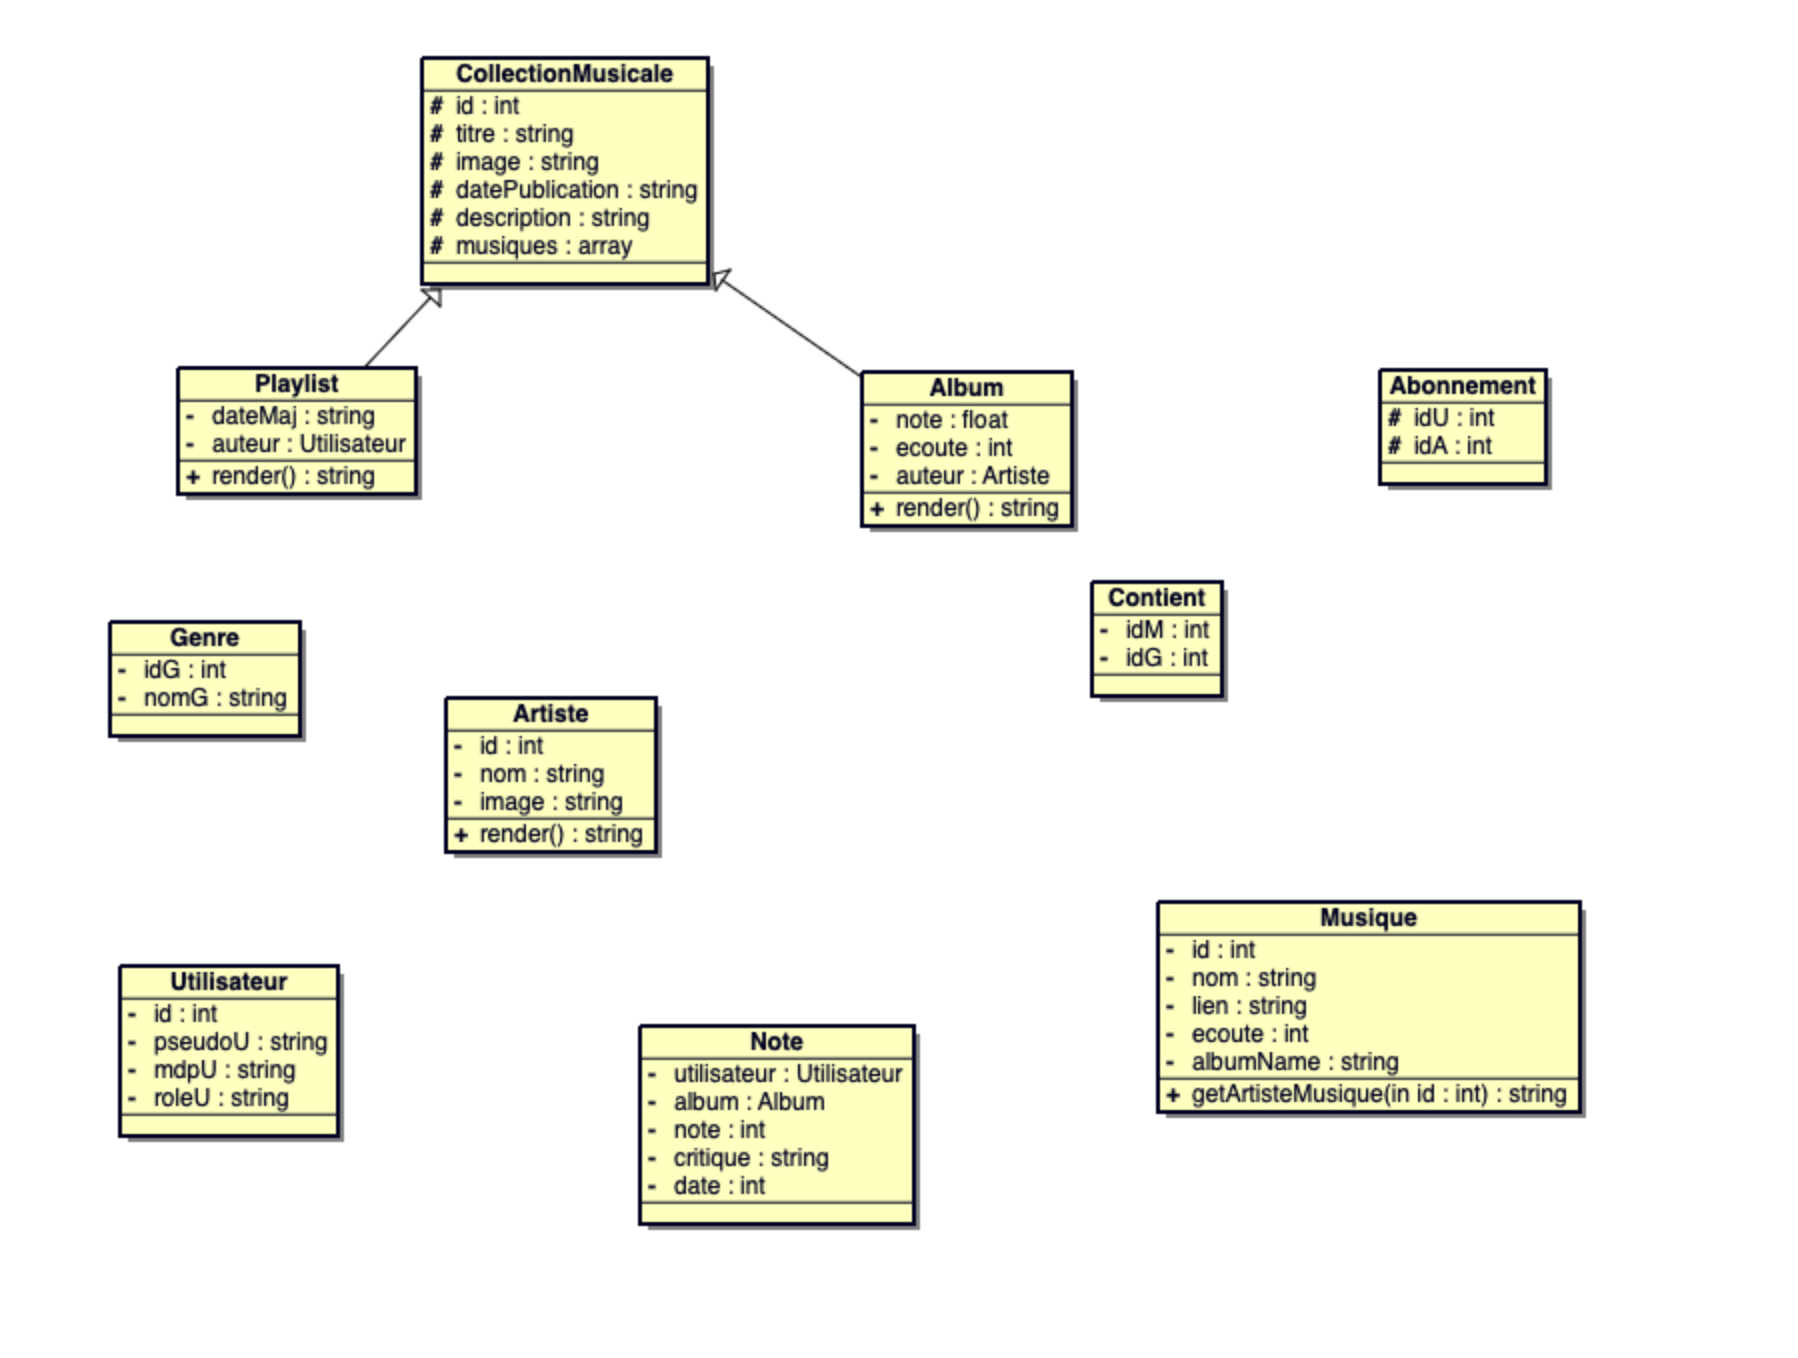 CollectionMusicale
# id : int
# titre : string
# image : string
# datePublication : string
# description : string
# musiques : array
Playlist
- dateMaj : string
- auteur : Utilisateur
+ render() : string
Album
- note : float
- ecoute : int
- auteur : Artiste
+ render() : string
Abonnement
# idU : int
# idA : int
Contient
- idM : int
- idG : int
Genre
- idG : int
- nomG : string
Artiste
- id : int
- nom : string
- image : string
+ render() : string
Musique
- id : int
- nom : string
- lien : string
- ecoute : int
- albumName : string
+ getArtisteMusique(in id : int) : string
Utilisateur
- id : int
- pseudoU : string
- mdpU : string
- roleU : string
Note
- utilisateur : Utilisateur
- album : Album
- note : int
- critique : string
- date : int